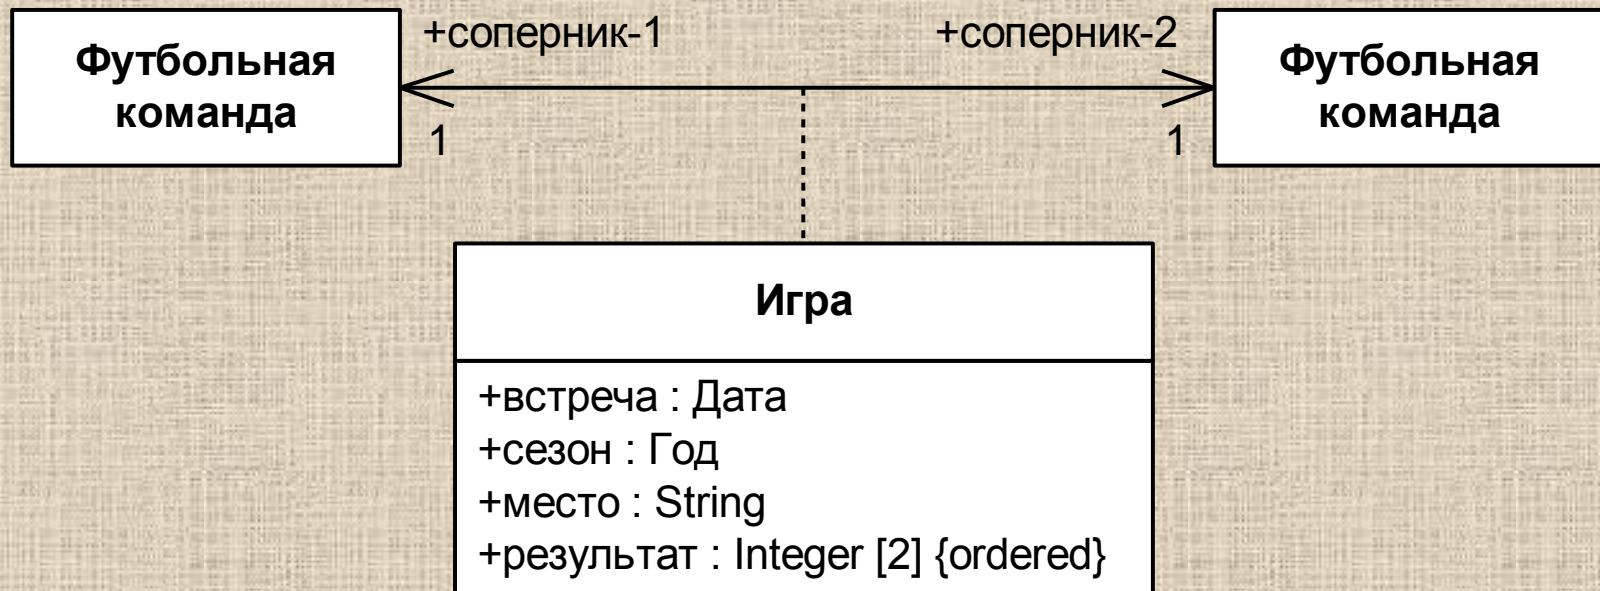 Футбольная
команда
+соперник-1
+соперник-2
Футбольная
команда
1
1
Игра
+встреча : Дата
+сезон : Год
+место : String
+результат : Integer [2] {ordered}